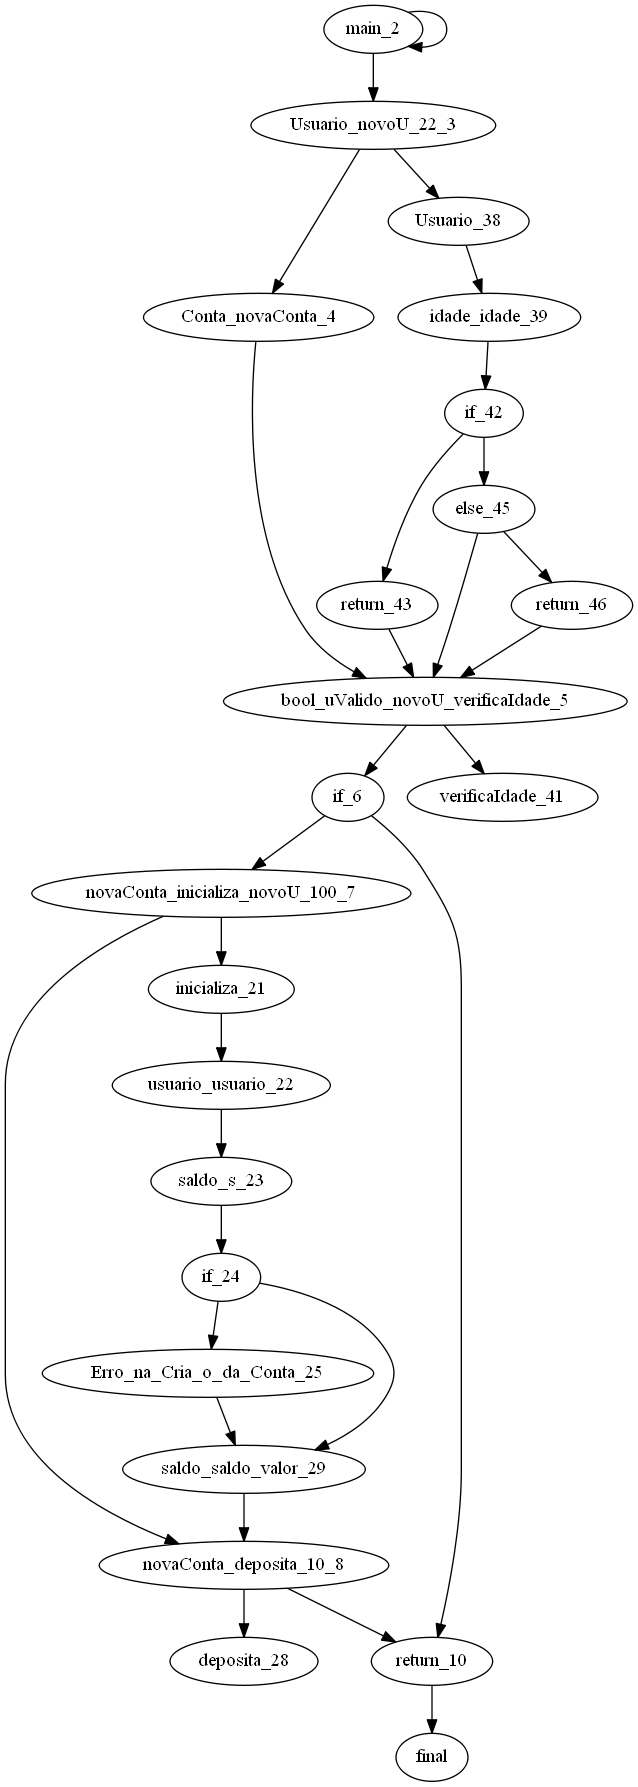 main_2
Usuario_novoU_22_3
Usuario_38
Conta_novaConta_4
idade_idade_39
if_42
else_45
return_43
return_46
bool_uValido_novoU_verificaIdade_5
if_6
verificaIdade_41
novaConta_inicializa_novoU_100_7
inicializa_21
usuario_usuario_22
saldo_s_23
if_24
Erro_na_Cria_o_da_Conta_25
saldo_saldo_valor_29
novaConta_deposita_10_8
deposita_28
return_10
final